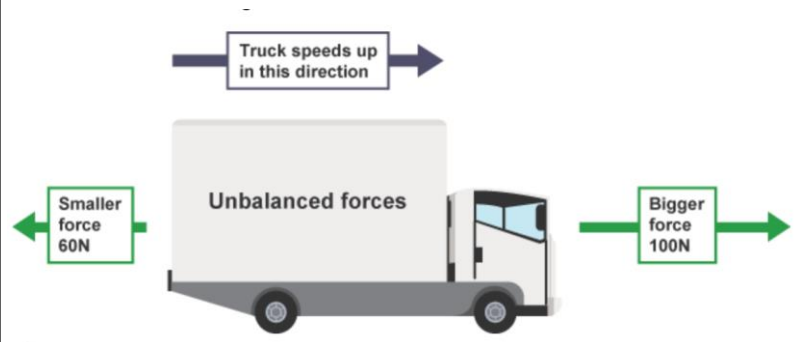 Truck speeds up
in this direction
Unbalanced forces
Smaller
force
60N
Bigger
force
100N